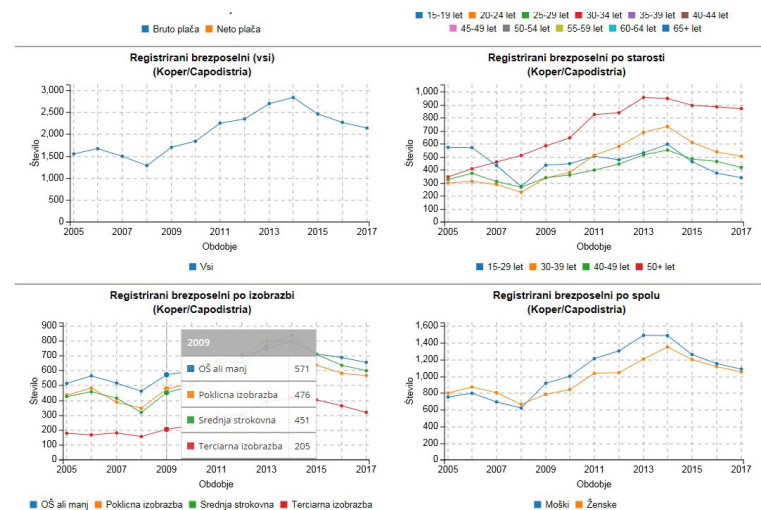 Bruto plača Neto plača
15-19 let 20-24 let 25-29 let 30-34 let 35-39 let 40-44 let
45-49 let 50-54 let 55-59 let 60-64 let 65+ let
Registrirani brezposelni (vsi)
(Koper/Capodistria)
3,000
2,500
2,000
1,500
1,000
500
0
Število
2005 2007 2009 2011 2013 2015 2017
Obdobje
Vsi
Registrirani brezposelni po starosti
(Koper/Capodistria)
1,000
900
800
700
600
500
400
300
200
100
0
Število
2005 2007 2009 2011 2013 2015 2017
Obdobje
15-29 let 30-39 let 40-49 let 50+ let
Registrirani brezposelni po izobrazbi
(Koper/Capodistria)
900
800
700
600
500
400
300
200
100
0
Število
2009
OŠ ali manj 571
Poklicna izobrazba 476
Srednja strokovna 451
Terciarna izobrazba 205
2005 2007 2009 2011 2013 2015 2017
Obdobje
OŠ ali manj Poklicna izobrazba Srednja strokovna Terciarna izobrazba
Registrirani brezposelni po spolu
(Koper/Capodistria)
1,600
1,400
1,200
1,000
800
600
400
200
0
Število
2005 2007 2009 2011 2013 2015 2017
Obdobje
Moški Ženske